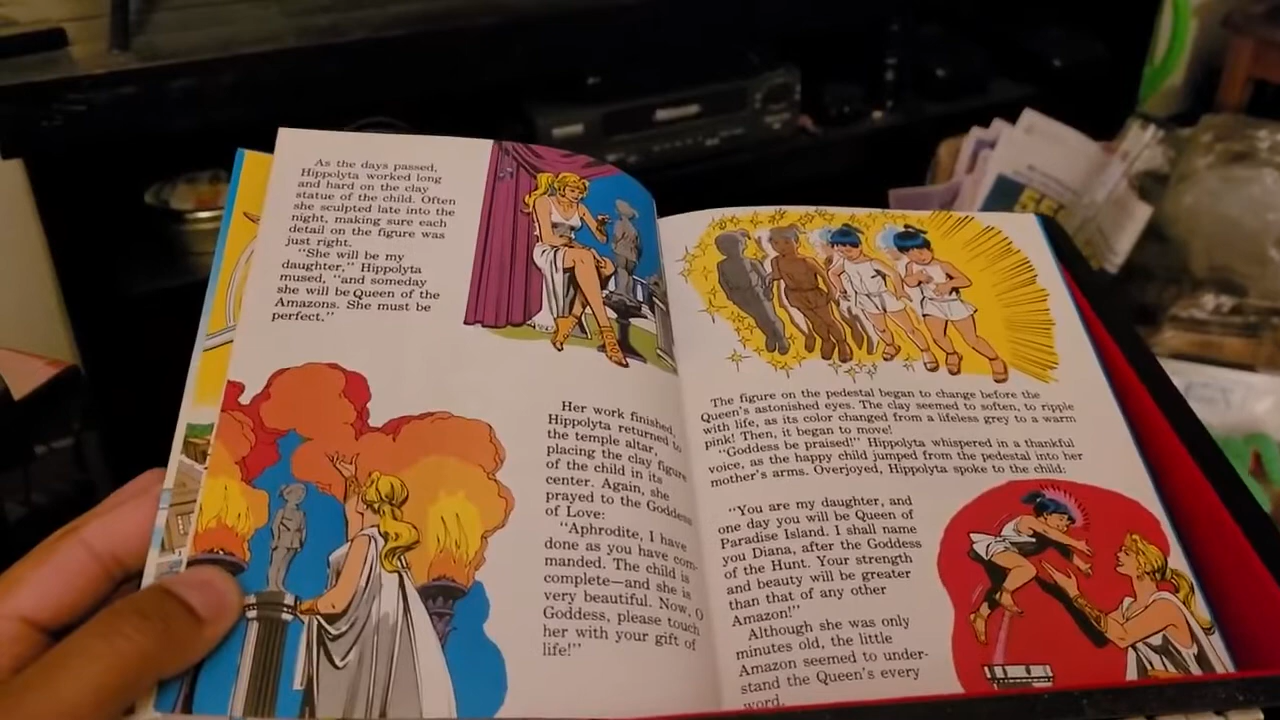 As the days passed,
Hippolyta worked long
and hard on the clay
statue of the child. Often
she sculpted late into the
night, making sure each
detail on the figure was
just right.
"She will be my
daughter," Hippolyta
mused, "and someday
she will be Queen of the
Amazons. She must be
perfect."
Her work finished,
Hippolyta returned to
the temple altar,
placing the clay figure
of the child in its
center. Again, she
prayed to the Goddess
of Love:
"Aphrodite, I have
done as you have com-
manded. The child is
complete—and she is
very beautiful. Now, O
Goddess, please touch
her with your gift of
life!"
The figure on the pedestal began to change before the
Queen's astonished eyes. The clay seemed to soften, to ripple
with life, as its color changed from a lifeless grey to a warm
pink! Then, it began to move!
"Goddess be praised!" Hippolyta whispered in a thankful
voice, as the happy child jumped from the pedestal into her
mother's arms. Overjoyed, Hippolyta spoke to the child:
"You are my daughter, and
one day you will be Queen of
Paradise Island. I shall name
you Diana, after the Goddess
of the Hunt. Your strength
and beauty will be greater
than that of any other
Amazon!"
Although she was only
minutes old, the little
Amazon seemed to under-
stand the Queen's every
word.